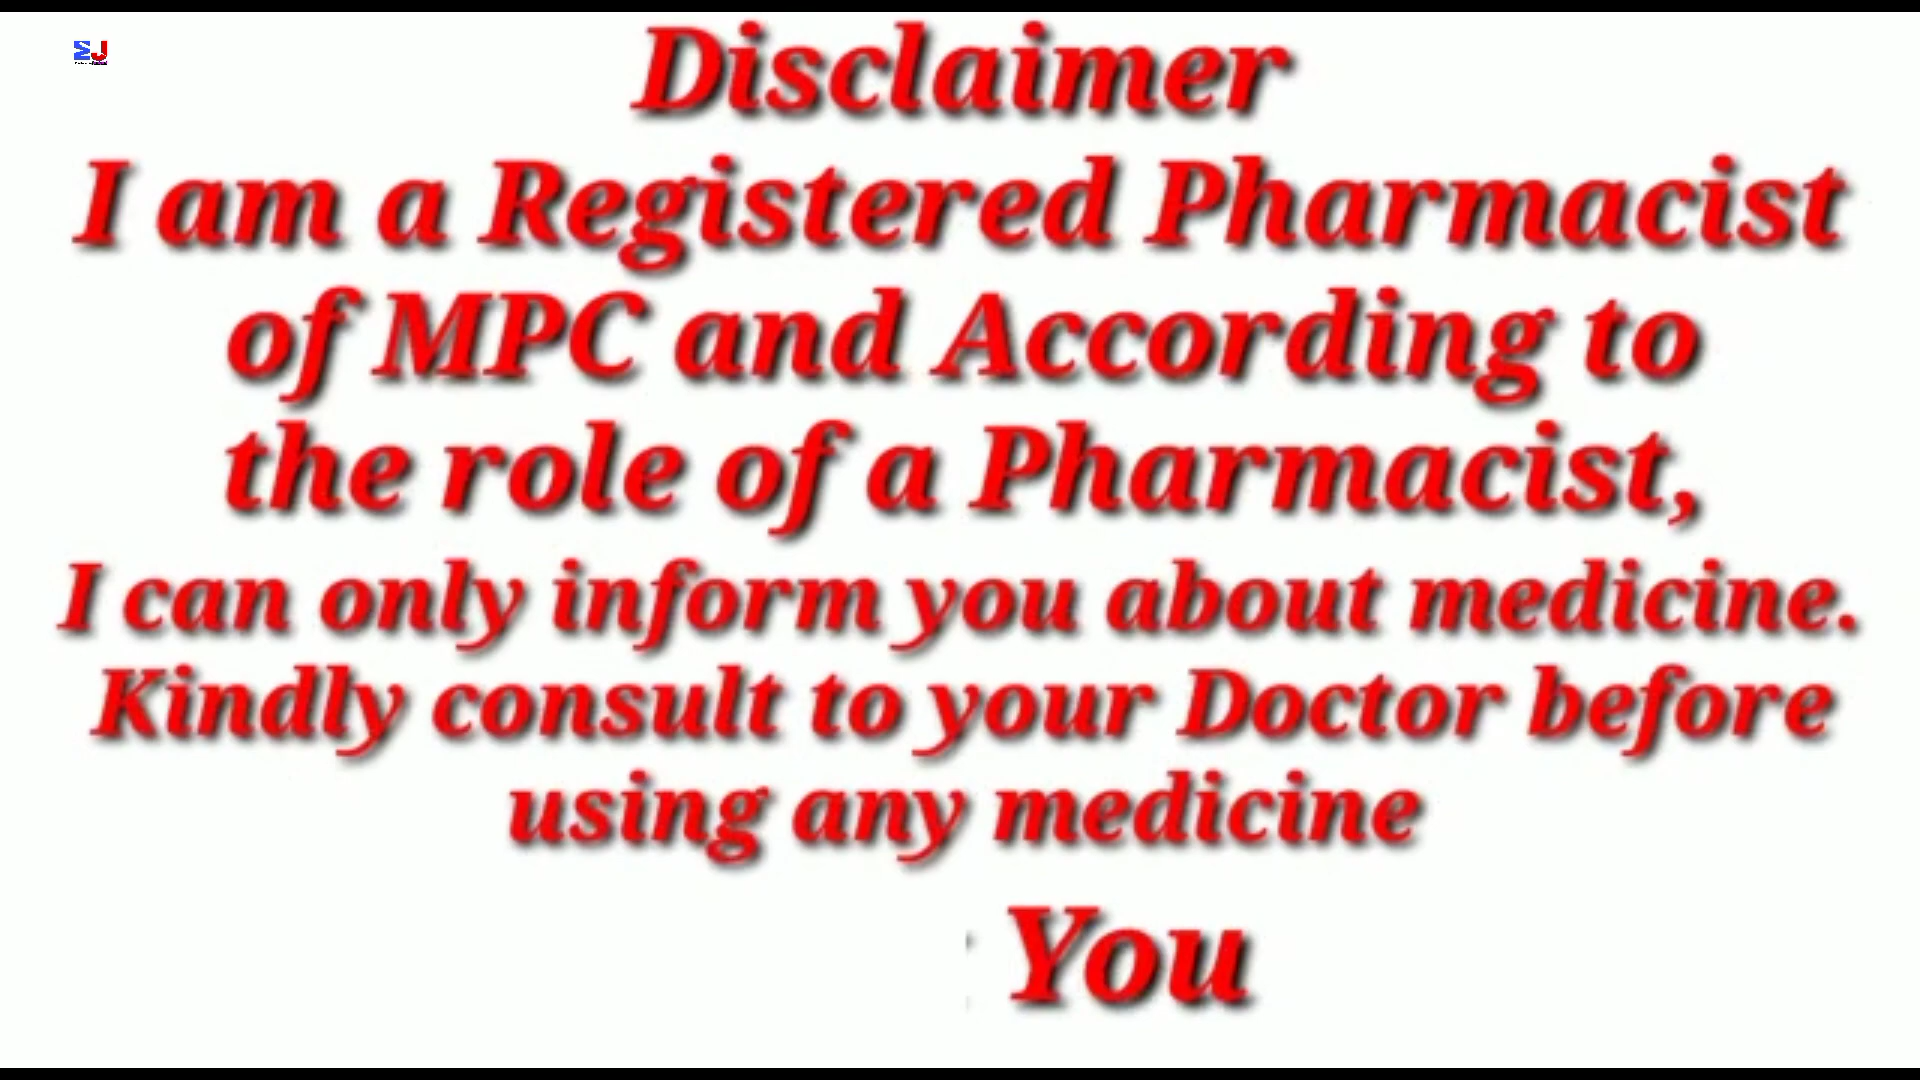 Disclaimer
I am a Registered Pharmacist
of MPC and According to
the role of a Pharmacist,
I can only inform you about medicine.
Kindly consult to your Doctor before
using any medicine
You